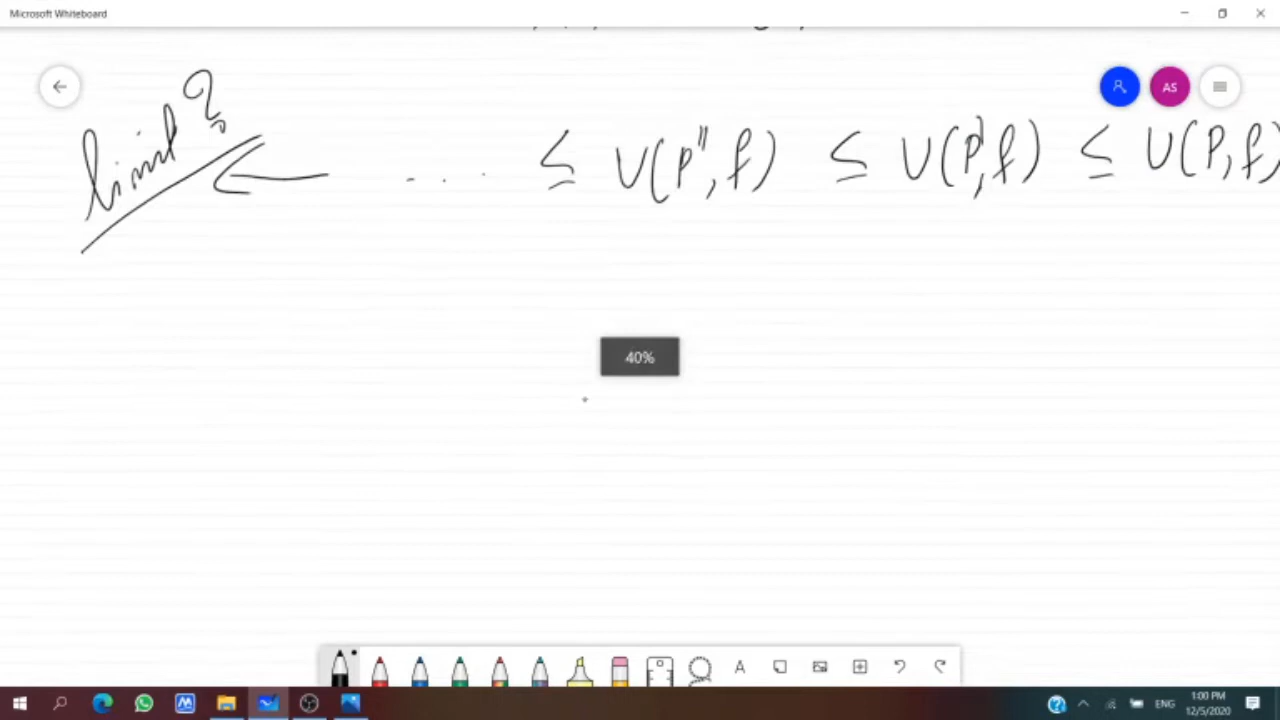 Microsoft Whiteboard
AS
limit ? ← ... ≤ U(P'', f) ≤ U(P', f) ≤ U(P, f)
40%
A
ENG
1:00 PM
12/5/2020